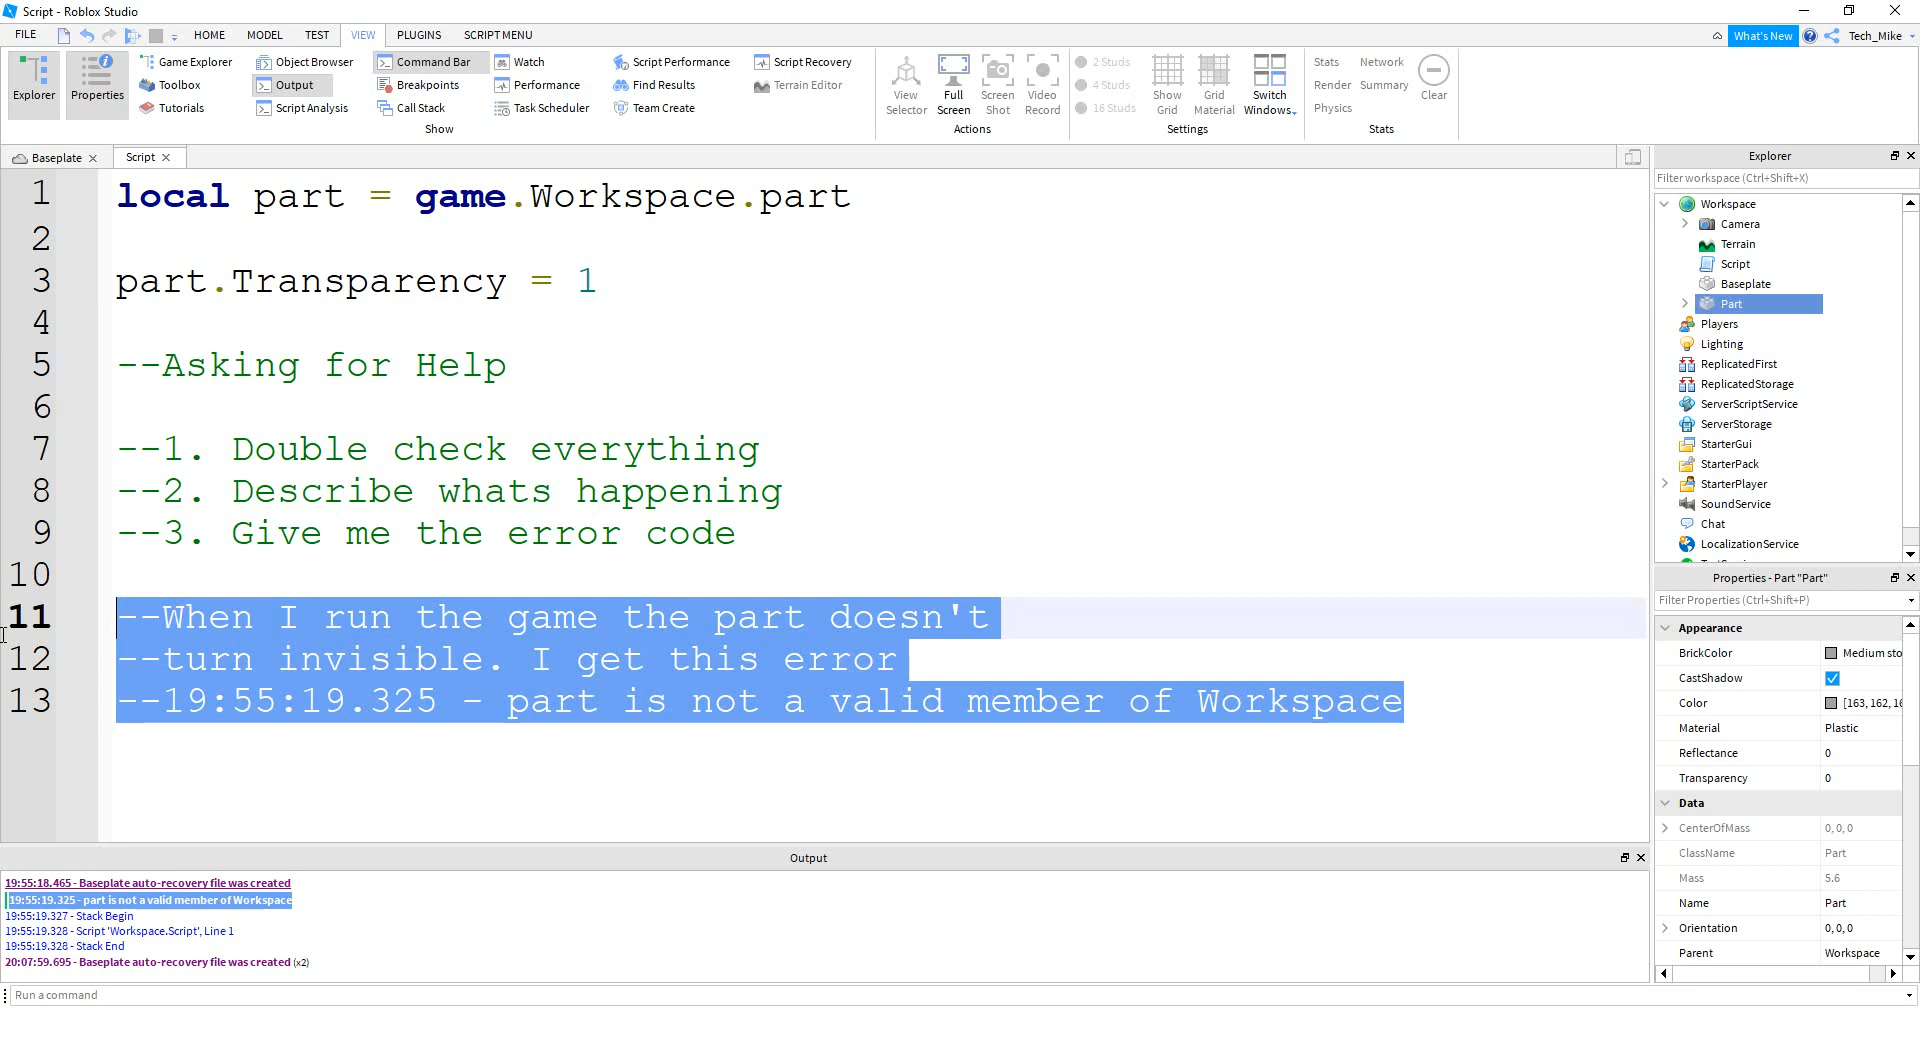 Script - Roblox Studio
FILE HOME MODEL TEST VIEW PLUGINS SCRIPT MENU What's New Tech_Mike
Explorer Properties
Game Explorer Object Browser Command Bar Watch Script Performance Script Recovery
Toolbox Output Breakpoints Performance Find Results Terrain Editor
Tutorials Script Analysis Call Stack Task Scheduler Team Create
Show
View Selector Full Screen Screen Shot Video Record
Actions
2 Studs
4 Studs
16 Studs
Show Grid Grid Material Switch Windows
Settings
Stats Network
Render Summary
Physics
Clear
Stats
Baseplate Script
1 local part = game.Workspace.part
2
3 part.Transparency = 1
4
5 --Asking for Help
6
7 --1. Double check everything
8 --2. Describe whats happening
9 --3. Give me the error code
10
11 --When I run the game the part doesn't
12 --turn invisible. I get this error
13 --19:55:19.325 - part is not a valid member of Workspace
Output
19:55:18.465 - Baseplate auto-recovery file was created
19:55:19.325 - part is not a valid member of Workspace
19:55:19.327 - Stack Begin
19:55:19.328 - Script 'Workspace.Script', Line 1
19:55:19.328 - Stack End
20:07:59.695 - Baseplate auto-recovery file was created (x2)
Run a command
Explorer
Filter workspace (Ctrl+Shift+X)
Workspace
Camera
Terrain
Script
Baseplate
Part
Players
Lighting
ReplicatedFirst
ReplicatedStorage
ServerScriptService
ServerStorage
StarterGui
StarterPack
StarterPlayer
SoundService
Chat
LocalizationService
Properties - Part "Part"
Filter Properties (Ctrl+Shift+P)
Appearance
BrickColor Medium sto
CastShadow
Color [163, 162, 16
Material Plastic
Reflectance 0
Transparency 0
Data
CenterOfMass 0, 0, 0
ClassName Part
Mass 5.6
Name Part
Orientation 0, 0, 0
Parent Workspace